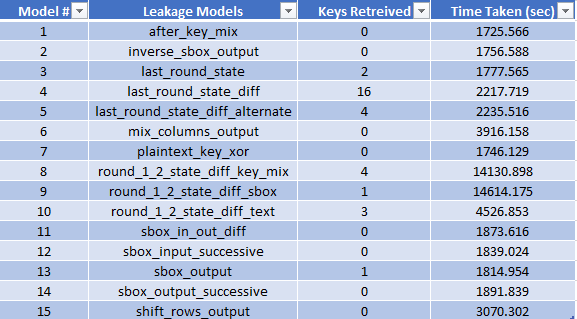 Model # Leakage Models Keys Retreived Time Taken (sec)
1 after_key_mix 0 1725.566
2 inverse_sbox_output 0 1756.588
3 last_round_state 2 1777.565
4 last_round_state_diff 16 2217.719
5 last_round_state_diff_alternate 4 2235.516
6 mix_columns_output 0 3916.158
7 plaintext_key_xor 0 1746.129
8 round_1_2_state_diff_key_mix 4 14130.898
9 round_1_2_state_diff_sbox 1 14614.175
10 round_1_2_state_diff_text 3 4526.853
11 sbox_in_out_diff 0 1873.616
12 sbox_input_successive 0 1839.024
13 sbox_output 1 1814.954
14 sbox_output_successive 0 1891.839
15 shift_rows_output 0 3070.302